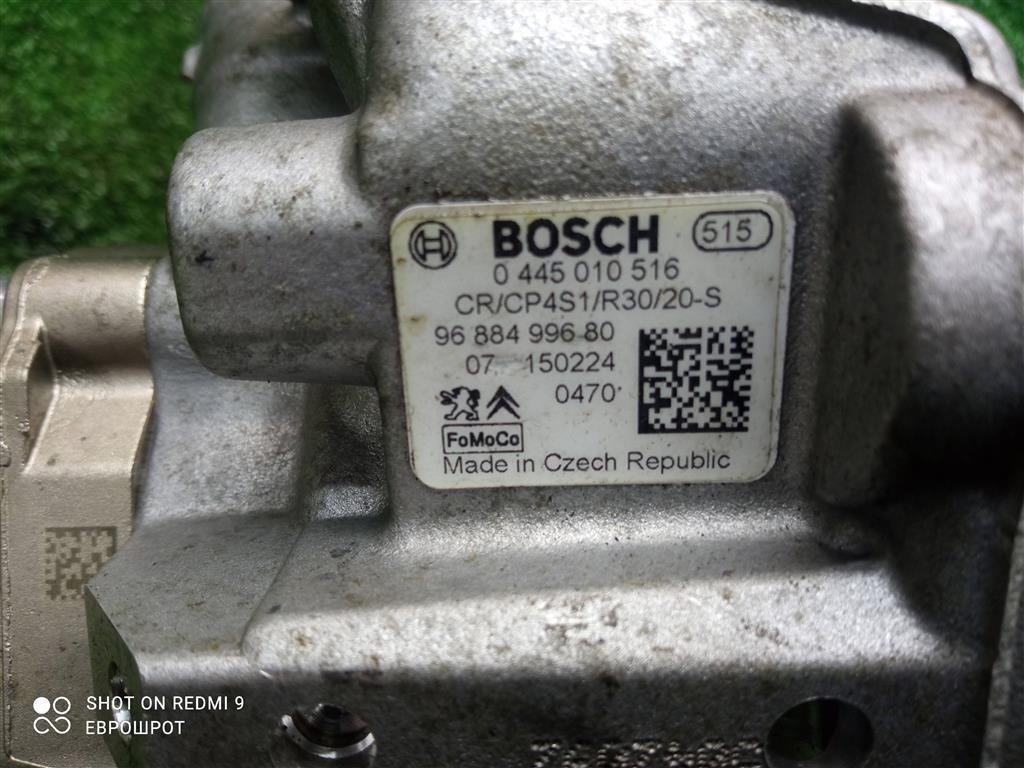 BOSCH 515
0 445 010 516
CR/CP4S1/R30/20-S
96 884 996 80
07 150224
0470
FoMoCo
Made in Czech Republic
SHOT ON REDMI 9
ЕВРОШРОТ